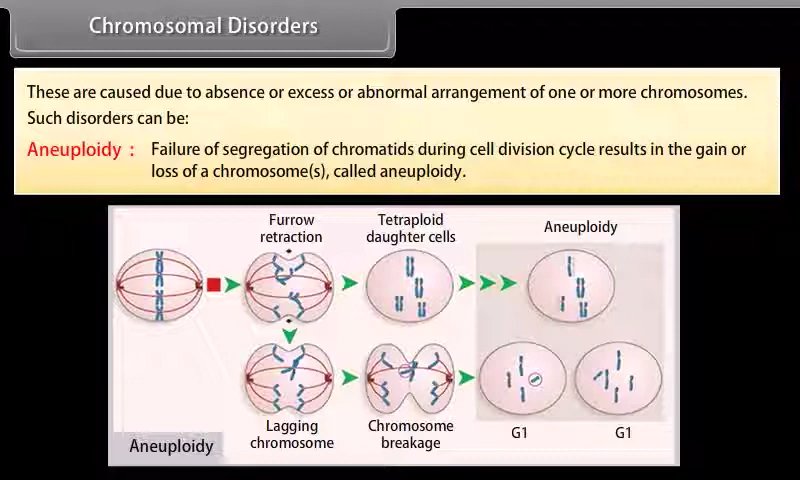 Chromosomal Disorders
These are caused due to absence or excess or abnormal arrangement of one or more chromosomes.
Such disorders can be:
Aneuploidy : Failure of segregation of chromatids during cell division cycle results in the gain or
loss of a chromosome(s), called aneuploidy.
Furrow
retraction
Tetraploid
daughter cells
Aneuploidy
Lagging
chromosome
Chromosome
breakage
G1
G1
Aneuploidy